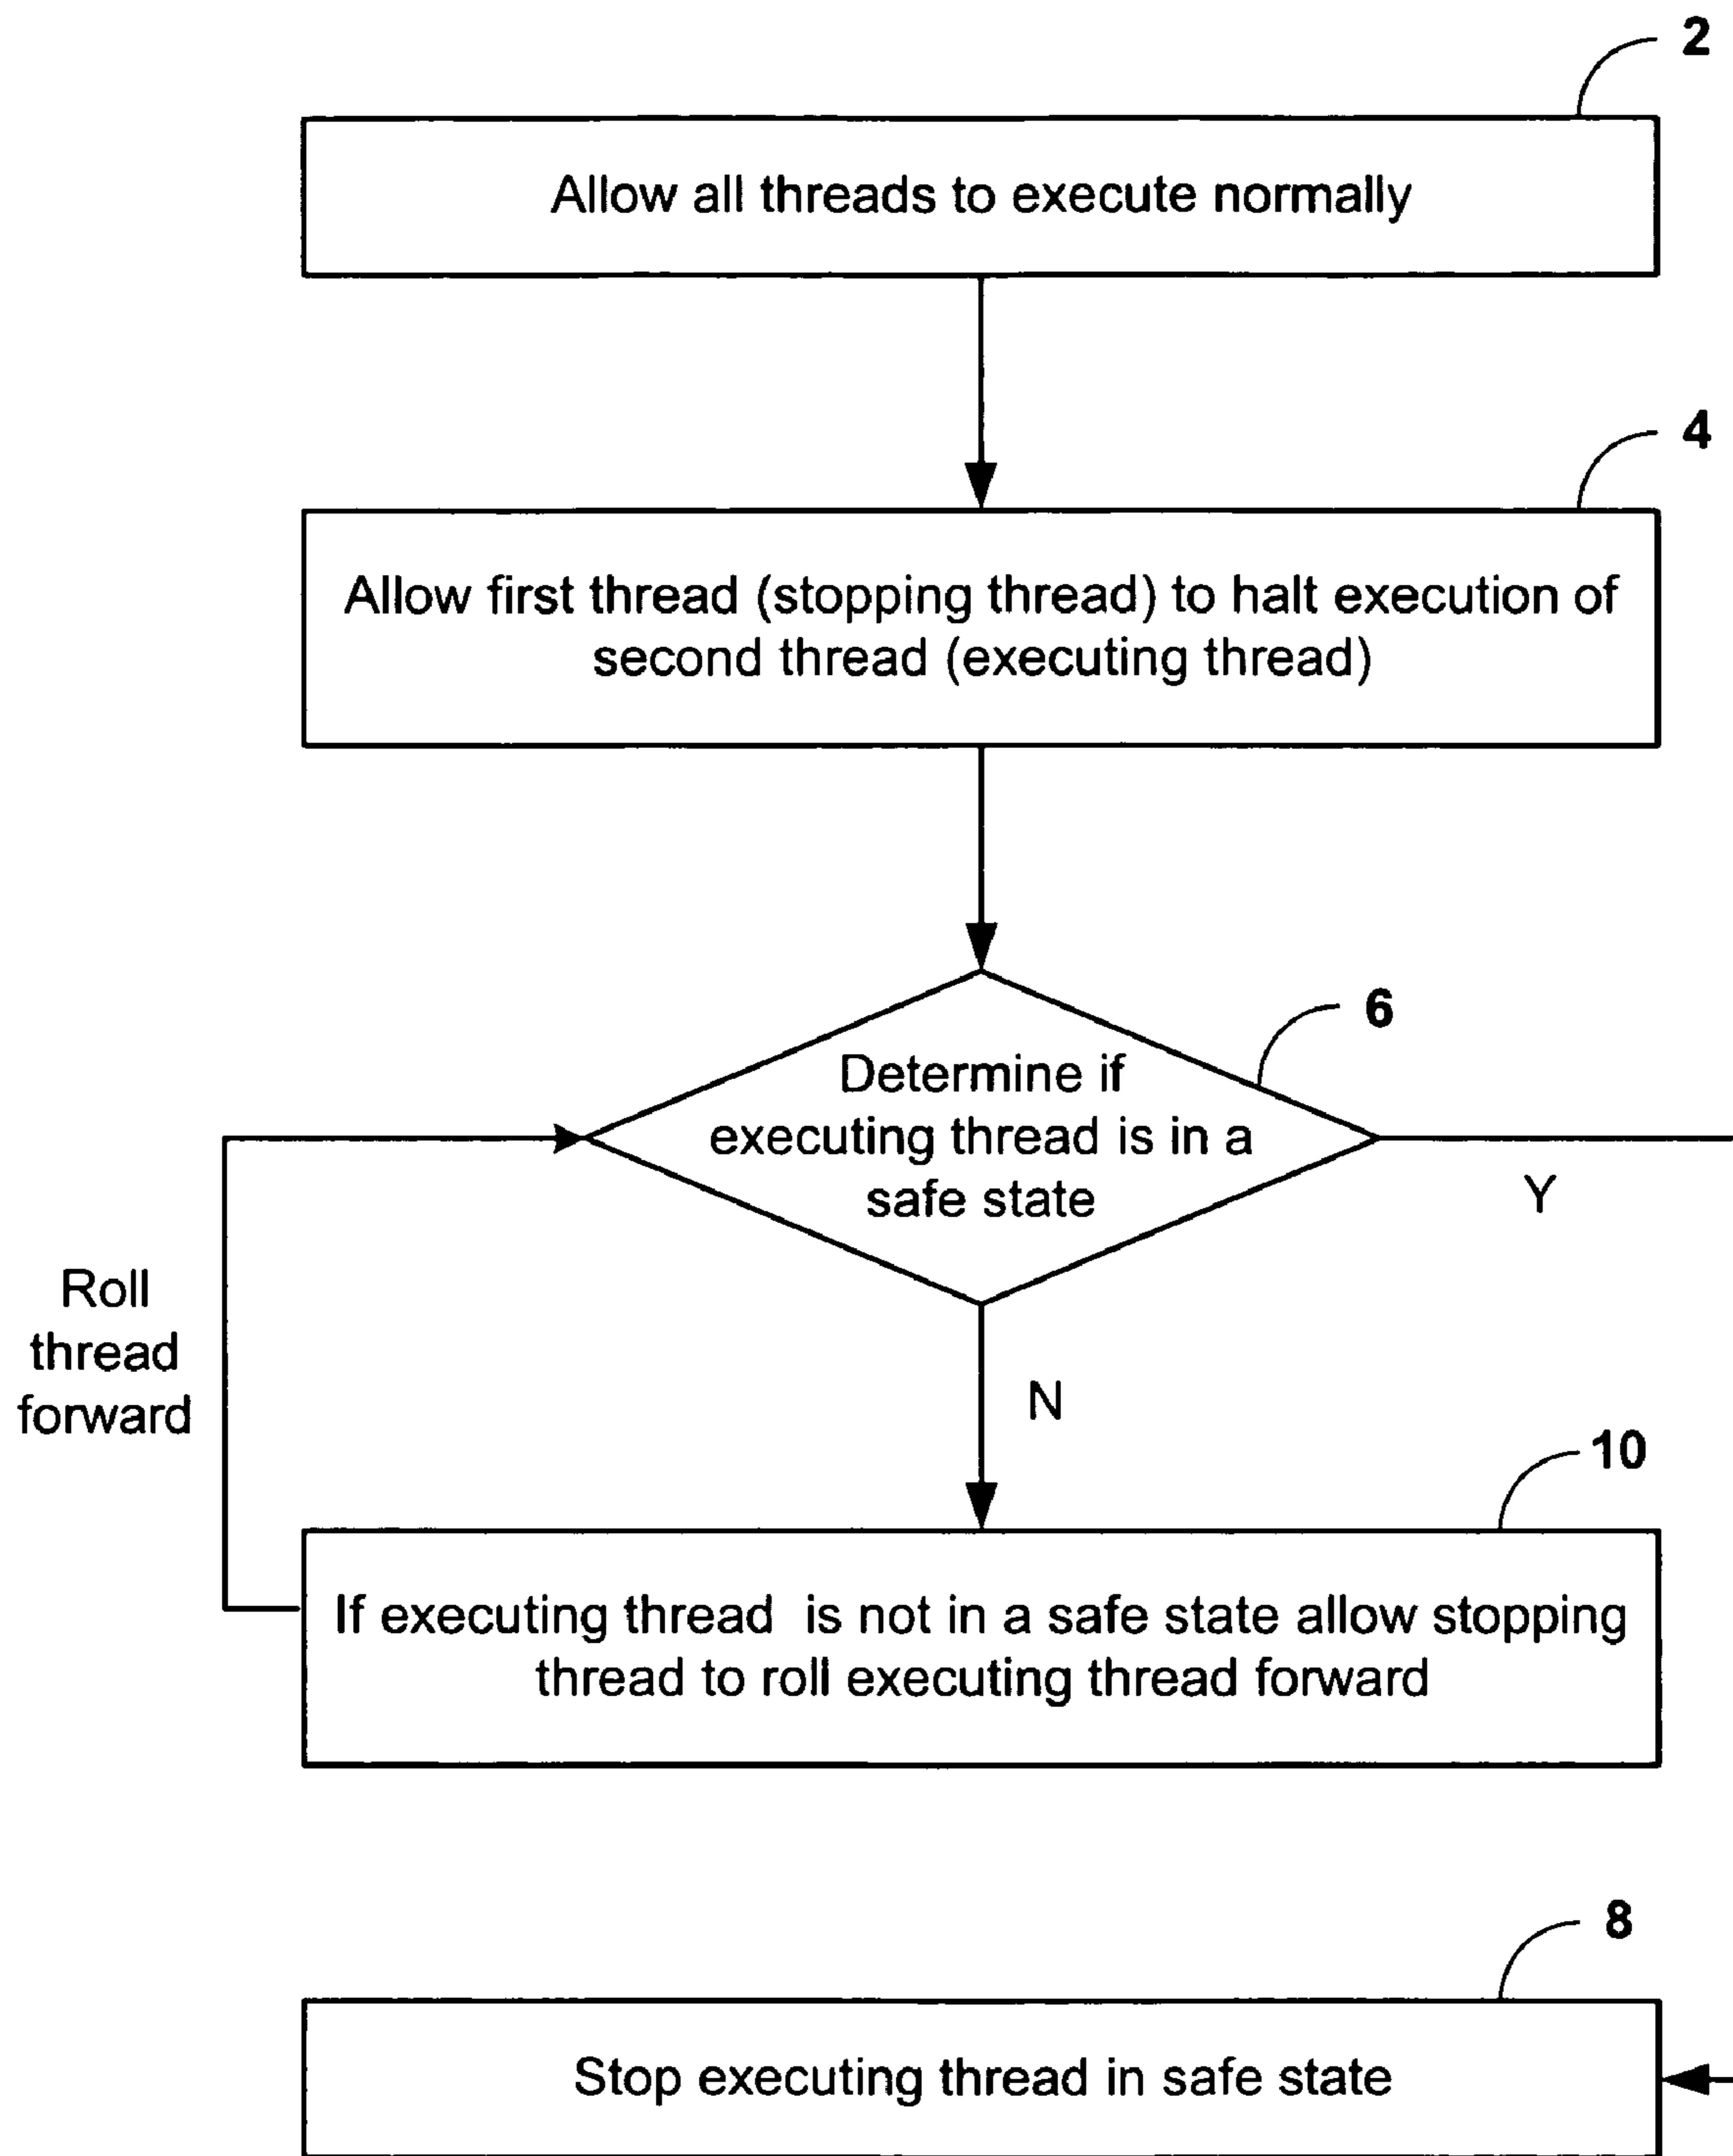 2
Allow all threads to execute normally
4
Allow first thread (stopping thread) to halt execution of
second thread (executing thread)
6
Determine if
executing thread is in a
safe state
Y
Roll
thread
forward
N
10
If executing thread is not in a safe state allow stopping
thread to roll executing thread forward
8
Stop executing thread in safe state